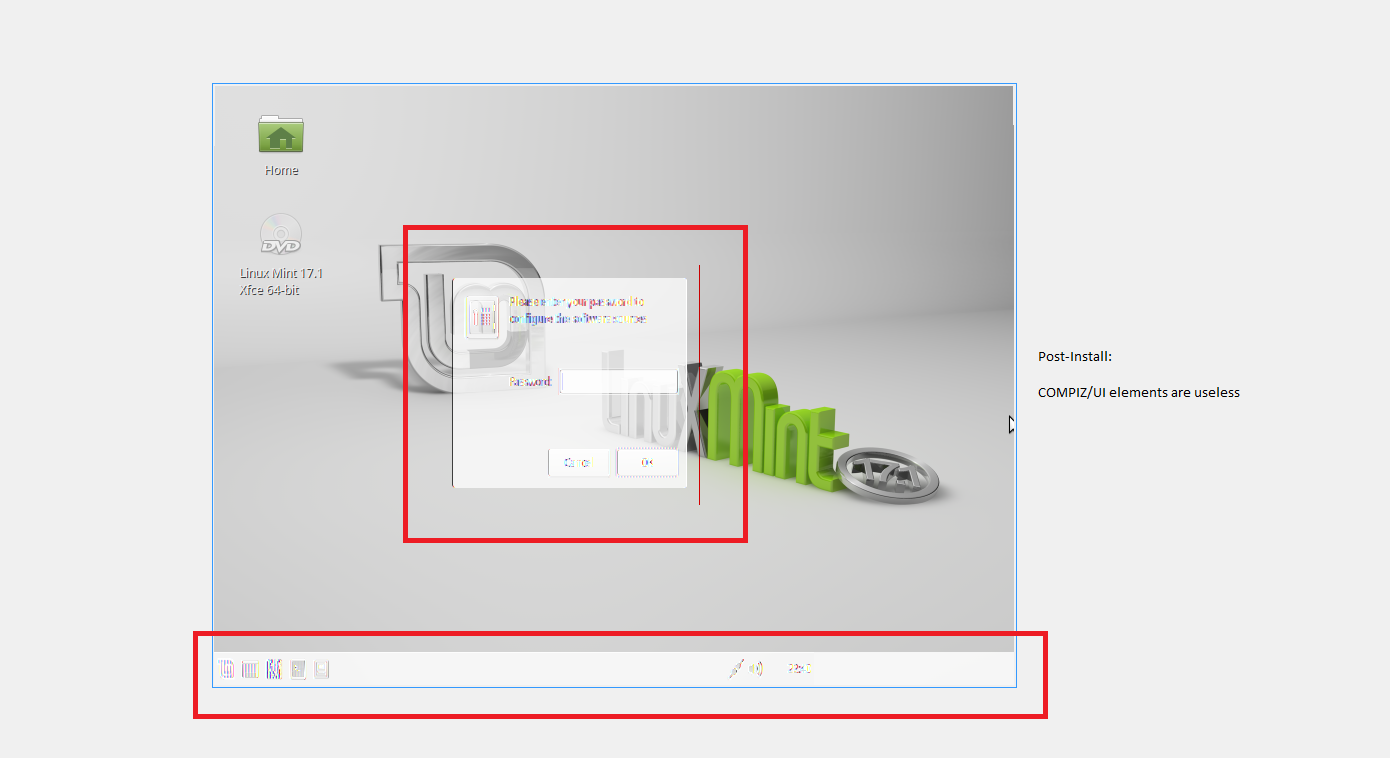 Home
DVD
Linux Mint 17.1
Xfce 64-bit
Please enter your password to
configure the software sources
Password:
Cancel
OK
Linux Mint
17.1
Post-Install:
COMPIZ/UI elements are useless